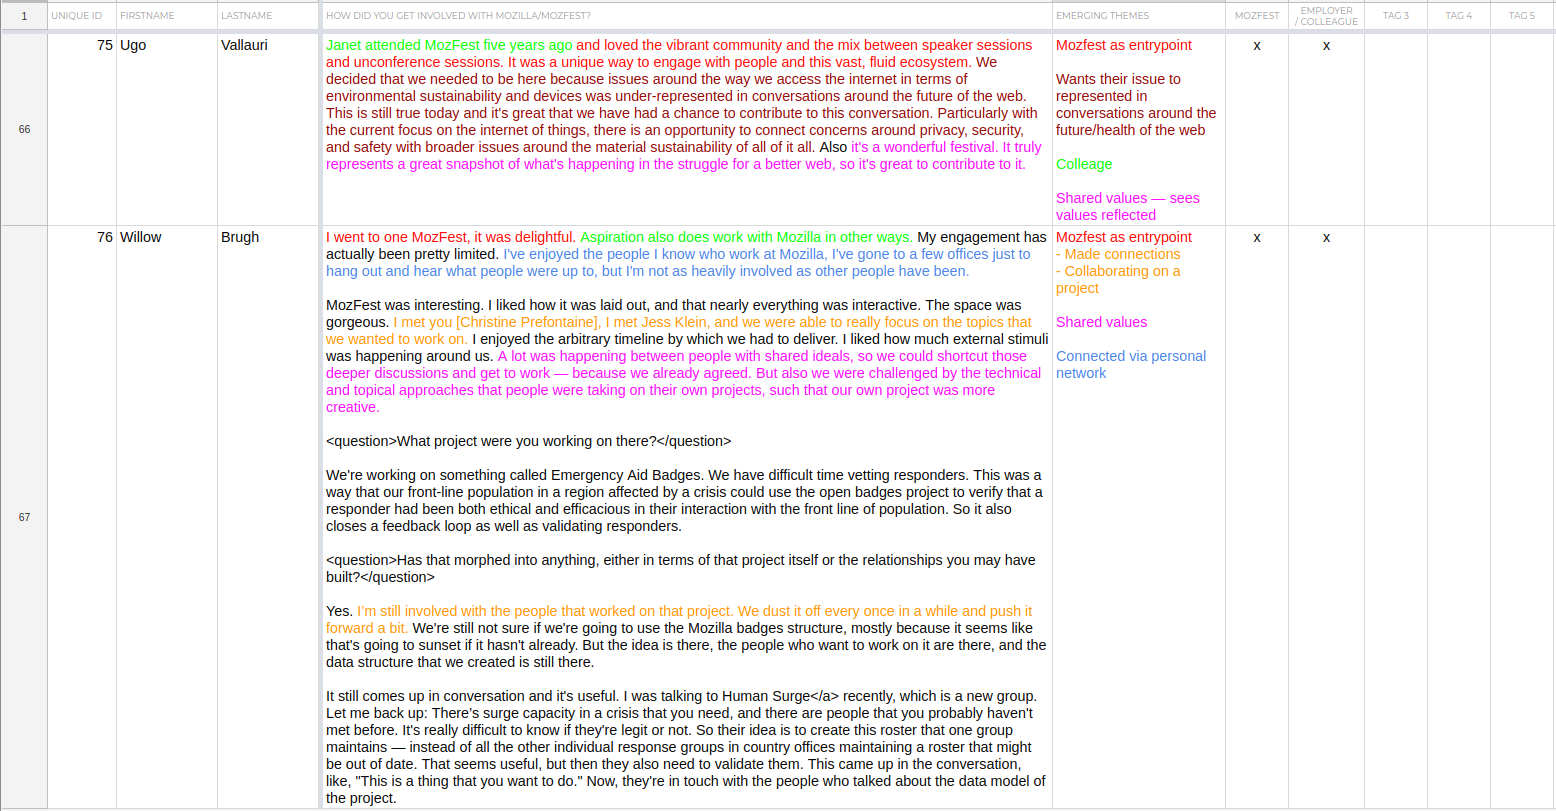 1 UNIQUE ID FIRSTNAME LASTNAME HOW DID YOU GET INVOLVED WITH MOZILLA/MOZFEST? EMERGING THEMES MOZFEST EMPLOYER / COLLEAGUE TAG 3 TAG 4 TAG 5
66
75 Ugo Vallauri
Janet attended MozFest five years ago and loved the vibrant community and the mix between speaker sessions
and unconference sessions. It was a unique way to engage with people and this vast, fluid ecosystem. We
decided that we needed to be here because issues around the way we access the internet in terms of
environmental sustainability and devices was under-represented in conversations around the future of the web.
This is still true today and it's great that we have had a chance to contribute to this conversation. Particularly with
the current focus on the internet of things, there is an opportunity to connect concerns around privacy, security,
and safety with broader issues around the material sustainability of all of it all. Also it's a wonderful festival. It truly
represents a great snapshot of what's happening in the struggle for a better web, so it's great to contribute to it.
Mozfest as entrypoint
Wants their issue to
represented in
conversations around the
future/health of the web
Colleage
Shared values — sees
values reflected
x x
67
76 Willow Brugh
I went to one MozFest, it was delightful. Aspiration also does work with Mozilla in other ways. My engagement has
actually been pretty limited. I've enjoyed the people I know who work at Mozilla, I've gone to a few offices just to
hang out and hear what people were up to, but I'm not as heavily involved as other people have been.
MozFest was interesting. I liked how it was laid out, and that nearly everything was interactive. The space was
gorgeous. I met you [Christine Prefontaine], I met Jess Klein, and we were able to really focus on the topics that
we wanted to work on. I enjoyed the arbitrary timeline by which we had to deliver. I liked how much external stimuli
was happening around us. A lot was happening between people with shared ideals, so we could shortcut those
deeper discussions and get to work — because we already agreed. But also we were challenged by the technical
and topical approaches that people were taking on their own projects, such that our own project was more
creative.
<question>What project were you working on there?</question>
We're working on something called Emergency Aid Badges. We have difficult time vetting responders. This was a
way that our front-line population in a region affected by a crisis could use the open badges project to verify that a
responder had been both ethical and efficacious in their interaction with the front line of population. So it also
closes a feedback loop as well as validating responders.
<question>Has that morphed into anything, either in terms of that project itself or the relationships you may have
built?</question>
Yes. I'm still involved with the people that worked on that project. We dust it off every once in a while and push it
forward a bit. We're still not sure if we're going to use the Mozilla badges structure, mostly because it seems like
that's going to sunset if it hasn't already. But the idea is there, the people who want to work on it are there, and the
data structure that we created is still there.
It still comes up in conversation and it's useful. I was talking to Human Surge</a> recently, which is a new group.
Let me back up: There's surge capacity in a crisis that you need, and there are people that you probably haven't
met before. It's really difficult to know if they're legit or not. So their idea is to create this roster that one group
maintains — instead of all the other individual response groups in country offices maintaining a roster that might
be out of date. That seems useful, but then they also need to validate them. This came up in the conversation,
like, "This is a thing that you want to do." Now, they're in touch with the people who talked about the data model of
the project.
Mozfest as entrypoint
- Made connections
- Collaborating on a
project
Shared values
Connected via personal
network
x x